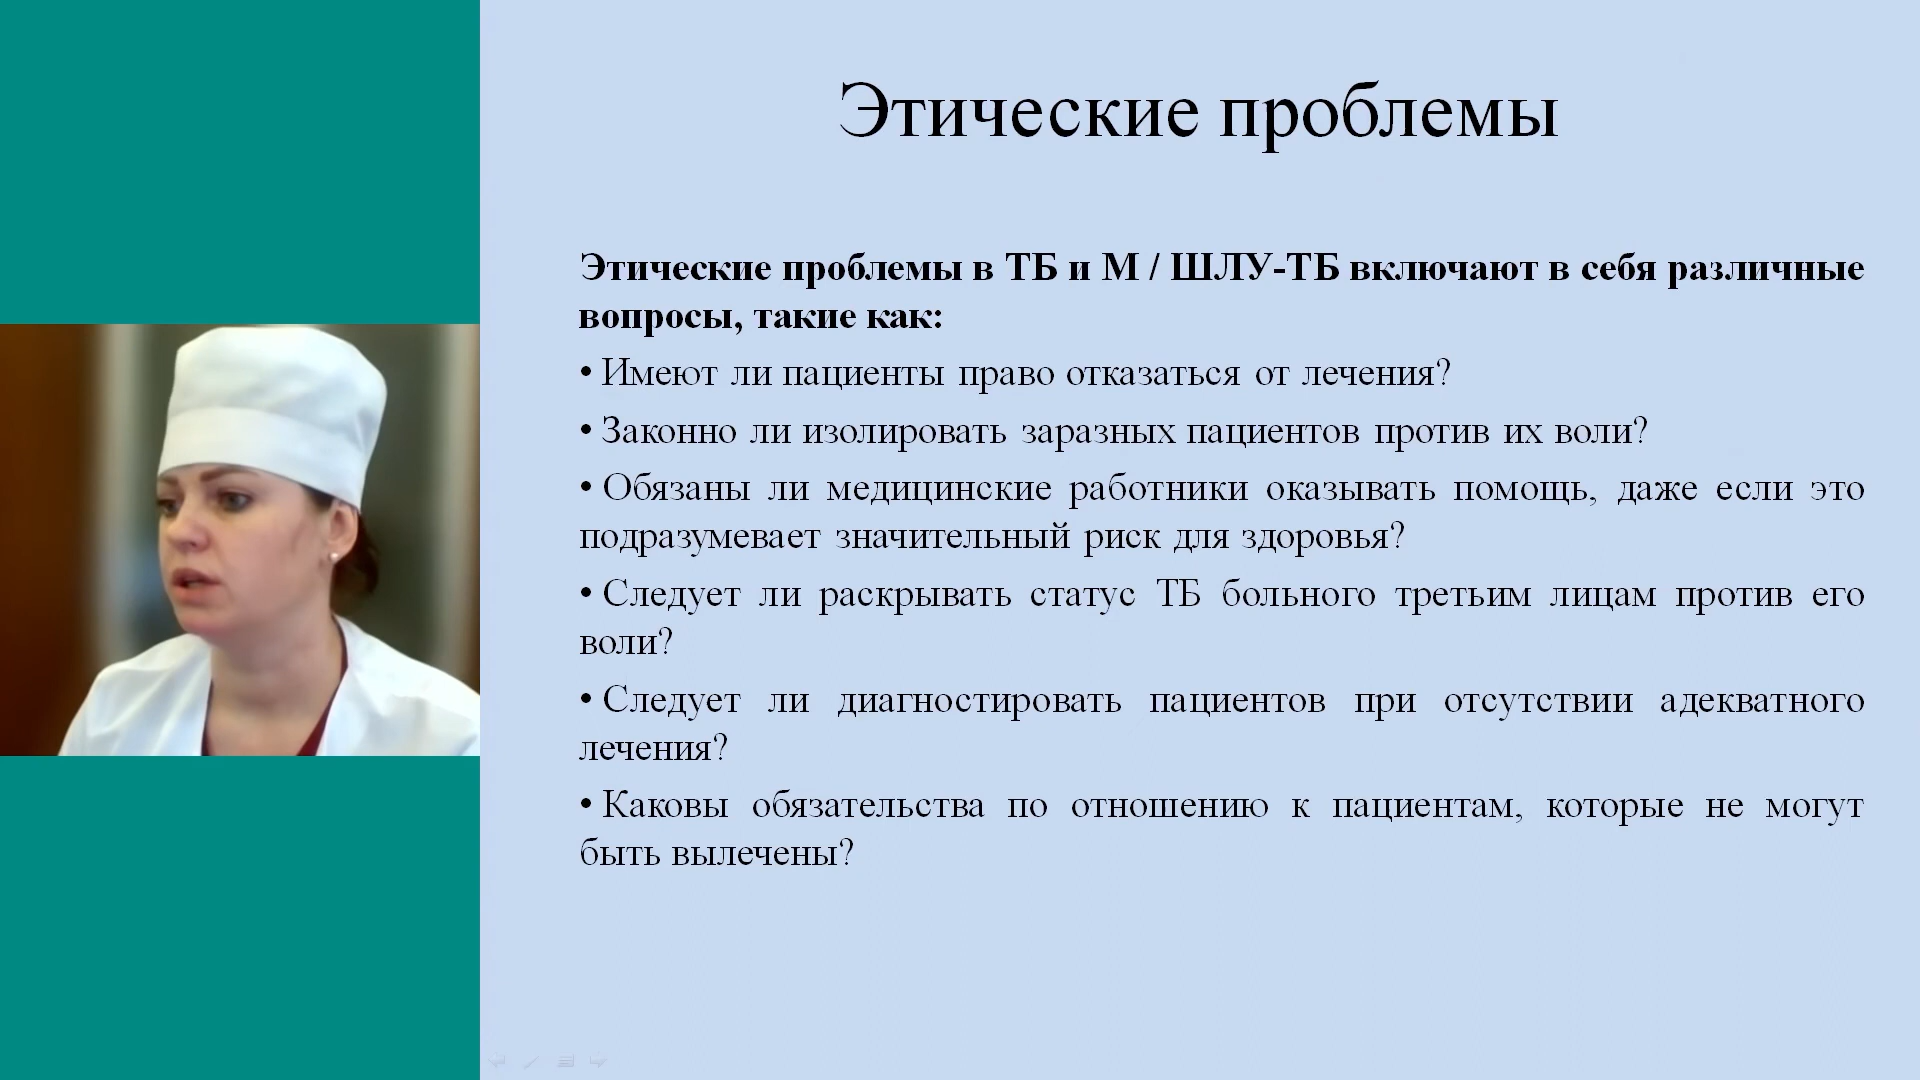 Этические проблемы
Этические проблемы в ТБ и М / ШЛУ-ТБ включают в себя различные
вопросы, такие как:
• Имеют ли пациенты право отказаться от лечения?
• Законно ли изолировать заразных пациентов против их воли?
• Обязаны ли медицинские работники оказывать помощь, даже если это
подразумевает значительный риск для здоровья?
• Следует ли раскрывать статус ТБ больного третьим лицам против его
воли?
• Следует ли диагностировать пациентов при отсутствии адекватного
лечения?
• Каковы обязательства по отношению к пациентам, которые не могут
быть вылечены?